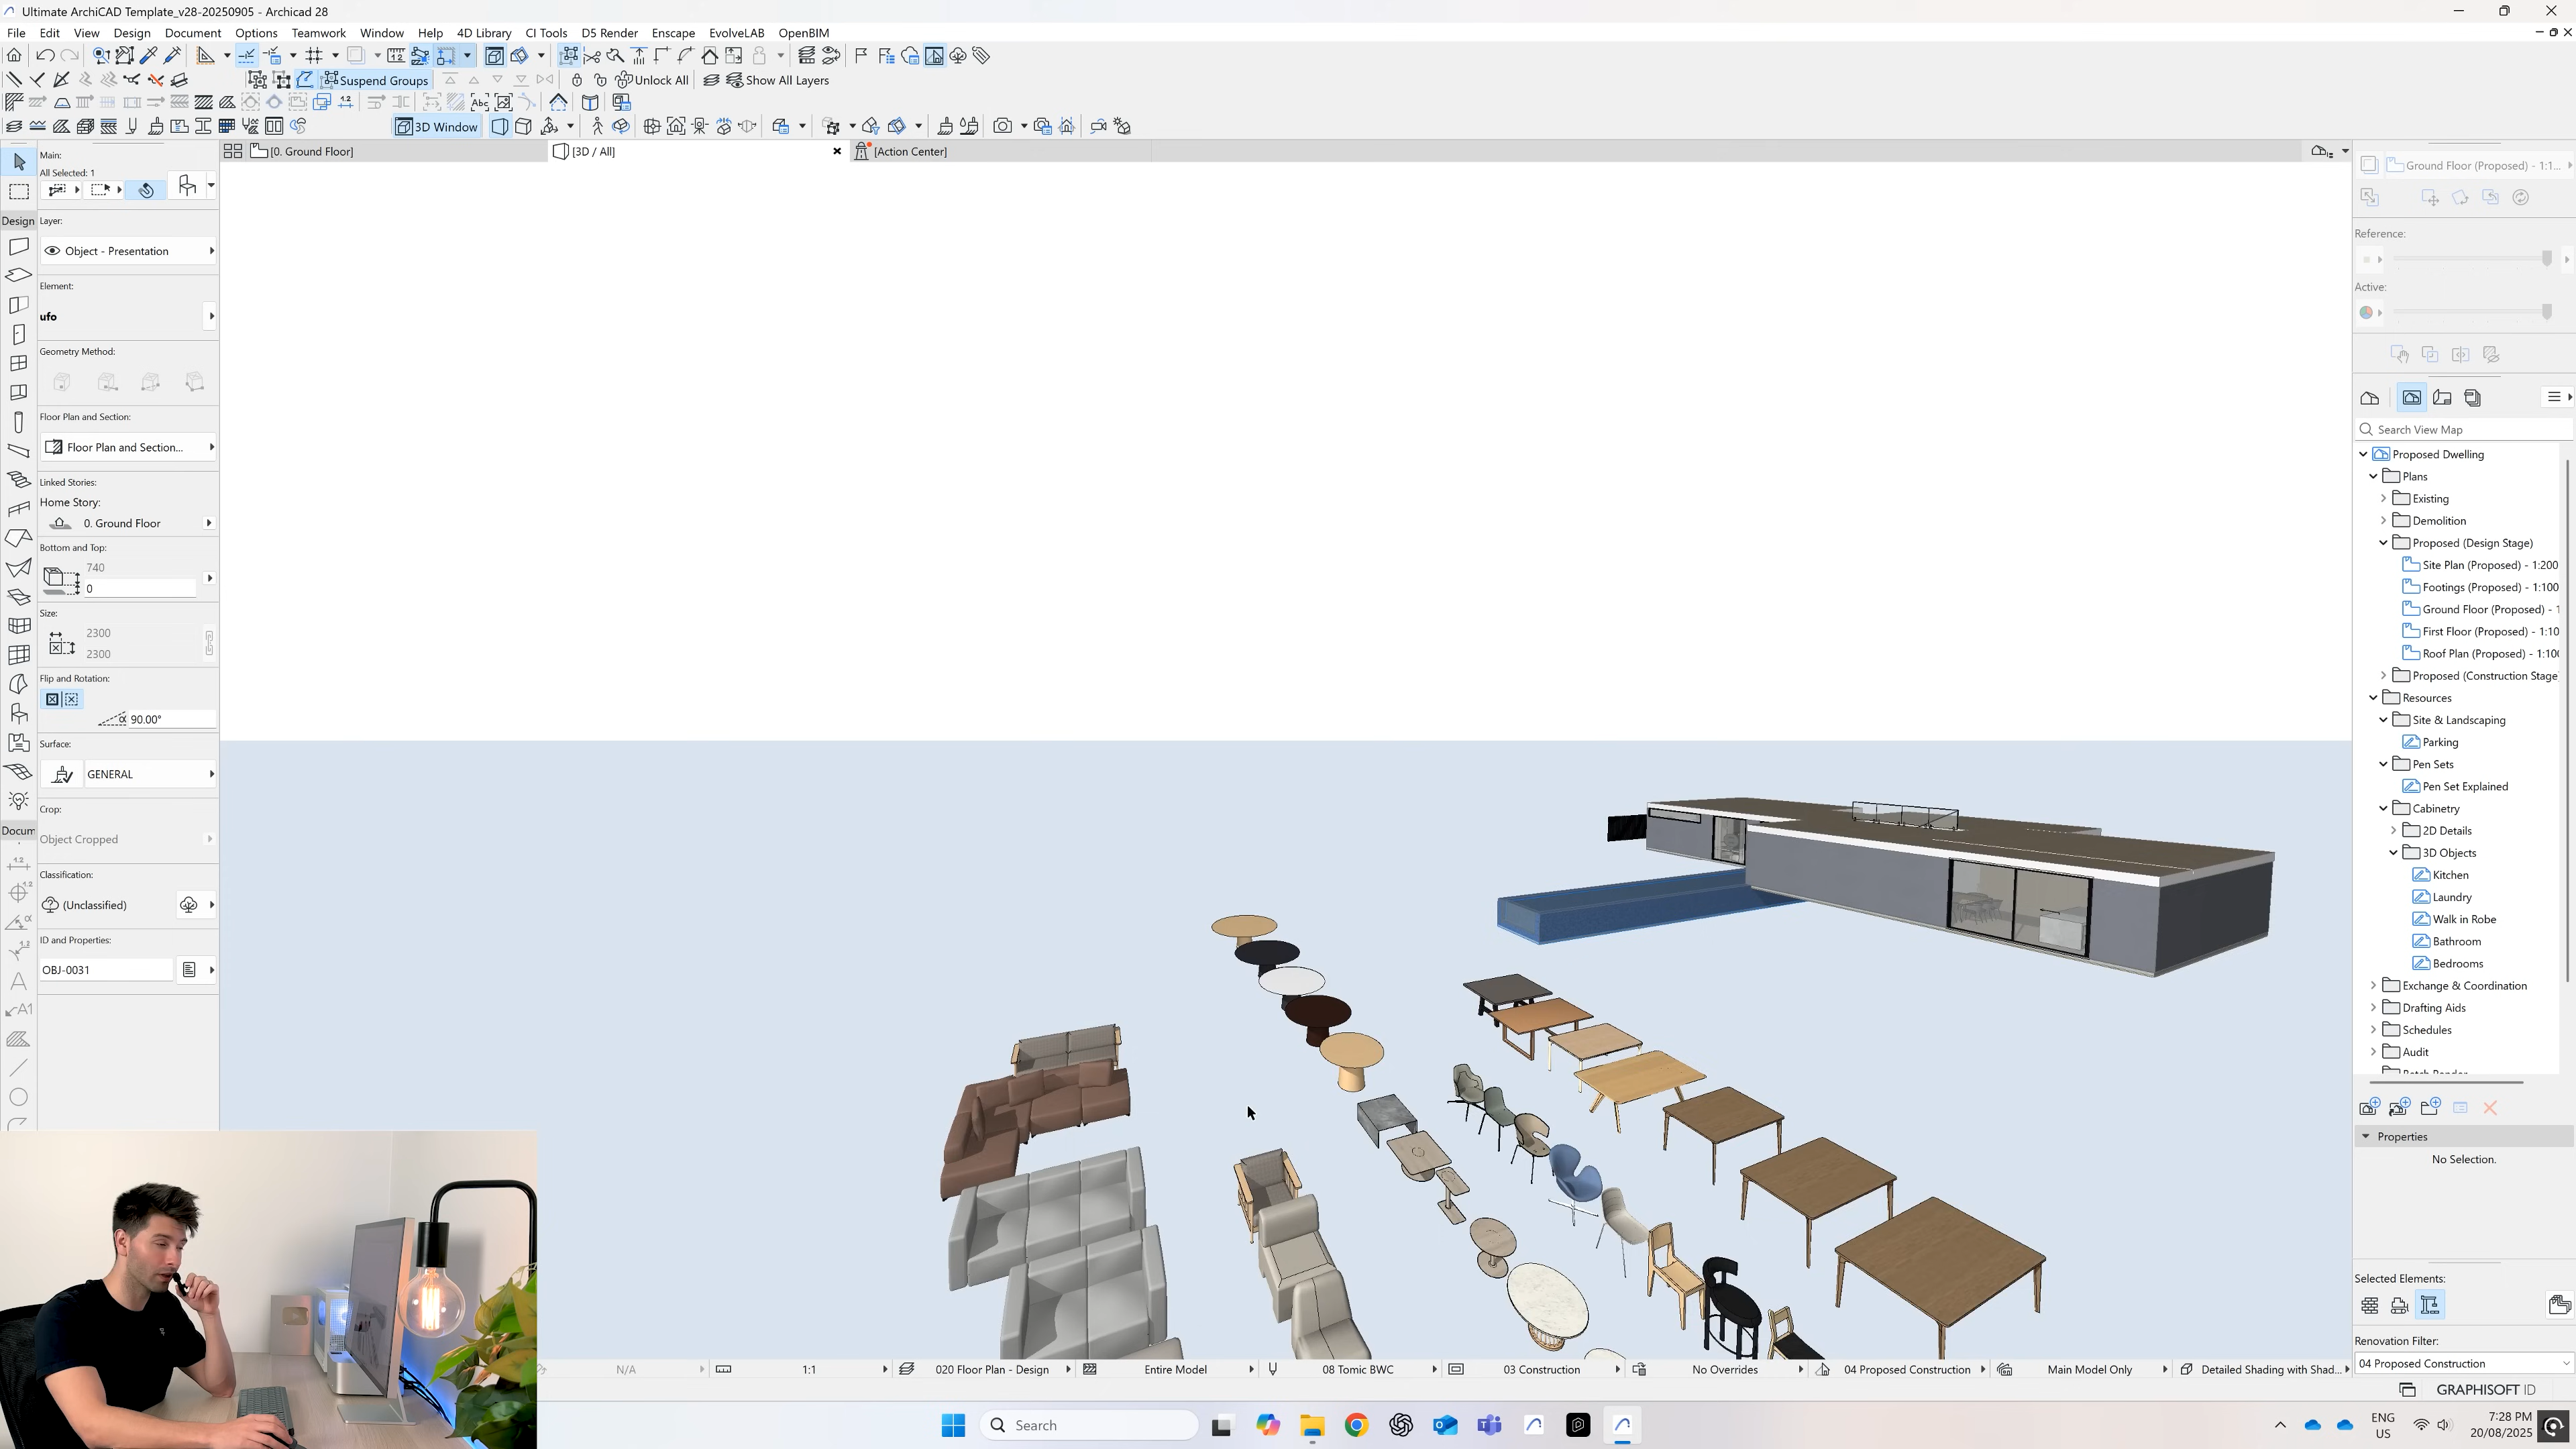 Ultimate ArchiCAD Template_v28-20250905 - Archicad 28
File Edit View Design Document Options Teamwork Window Help 4D Library CI Tools D5 Render Enscape EvolveLAB OpenBIM
Suspend Groups Unlock All Show All Layers
3D Window
[0. Ground Floor] [3D / All] [Action Center]
Main:
All Selected: 1
Design
Layer:
Object - Presentation
Element:
ufo
Geometry Method:
Floor Plan and Section:
Floor Plan and Section...
Linked Stories:
Home Story:
0. Ground Floor
Bottom and Top:
740
0
Size:
2300
2300
Flip and Rotation:
90.00°
Surface:
GENERAL
Crop:
Docum
Object Cropped
Classification:
(Unclassified)
ID and Properties:
OBJ-0031
Ground Floor (Proposed) - 1:1...
Reference:
Active:
Search View Map
Proposed Dwelling
Plans
Existing
Demolition
Proposed (Design Stage)
Site Plan (Proposed) - 1:200
Footings (Proposed) - 1:100
Ground Floor (Proposed) - 1
First Floor (Proposed) - 1:10
Roof Plan (Proposed) - 1:100
Proposed (Construction Stage
Resources
Site & Landscaping
Parking
Pen Sets
Pen Set Explained
Cabinetry
2D Details
3D Objects
Kitchen
Laundry
Walk in Robe
Bathroom
Bedrooms
Exchange & Coordination
Drafting Aids
Schedules
Audit
Properties
No Selection.
Selected Elements:
Renovation Filter:
04 Proposed Construction
N/A 1:1 020 Floor Plan - Design Entire Model 08 Tomic BWC 03 Construction No Overrides 04 Proposed Construction Main Model Only Detailed Shading with Shad...
GRAPHISOFT ID
Search
ENG
US
7:28 PM
20/08/2025